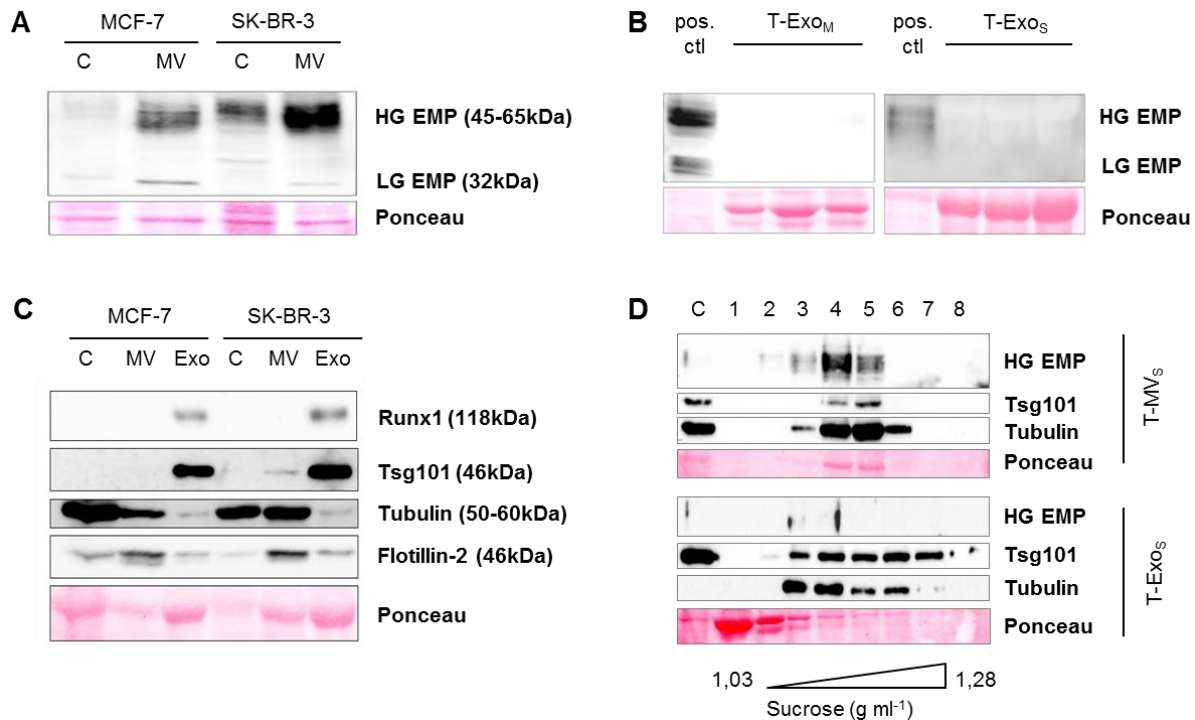 A
MCF-7 SK-BR-3
C MV C MV
HG EMP (45-65kDa)
LG EMP (32kDa)
Ponceau
B
pos. ctl T-ExoM pos. ctl T-ExoS
HG EMP
LG EMP
Ponceau
C
MCF-7 SK-BR-3
C MV Exo C MV Exo
Runx1 (118kDa)
Tsg101 (46kDa)
Tubulin (50-60kDa)
Flotillin-2 (46kDa)
Ponceau
D
C 1 2 3 4 5 6 7 8
HG EMP
Tsg101
Tubulin
Ponceau
T-MVS
HG EMP
Tsg101
Tubulin
Ponceau
T-ExoS
1,03 1,28
Sucrose (g ml-1)